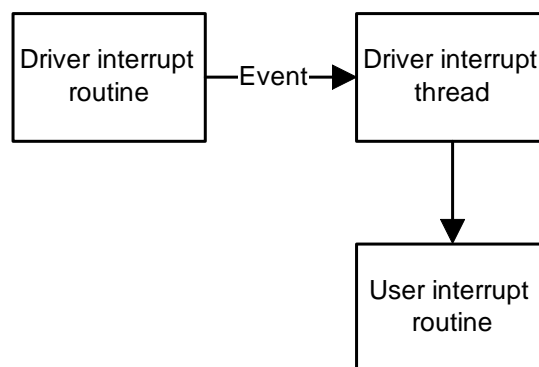 Driver interrupt
routine
Event
Driver interrupt
thread
User interrupt
routine